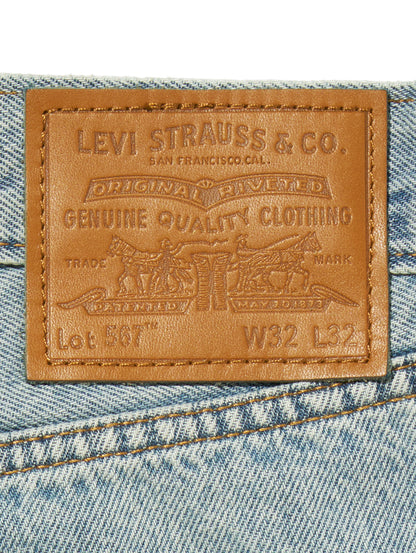 LEVI STRAUSS & CO.
SAN FRANCISCO.CAL.
ORIGINAL RIVETED
GENUINE QUALITY CLOTHING
TRADE MARK
PATENTED MAY 20 1873
Lot 567™ W32 L32